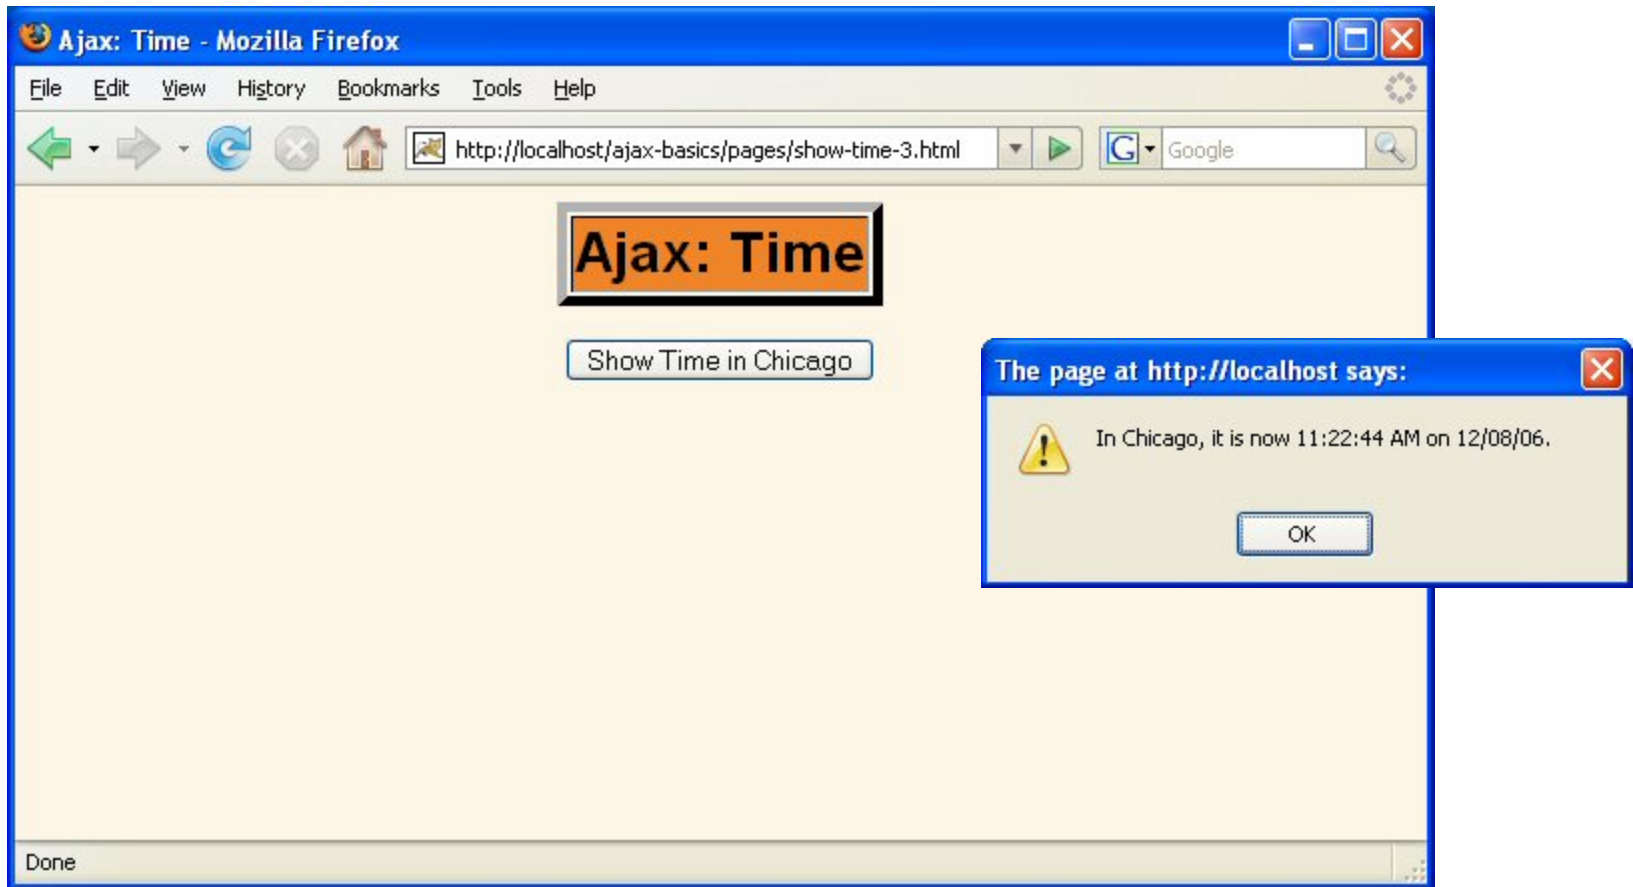 Ajax: Time - Mozilla Firefox
File Edit View History Bookmarks Tools Help
http://localhost/ajax-basics/pages/show-time-3.html G Google
Ajax: Time
Show Time in Chicago
The page at http://localhost says:
In Chicago, it is now 11:22:44 AM on 12/08/06.
OK
Done